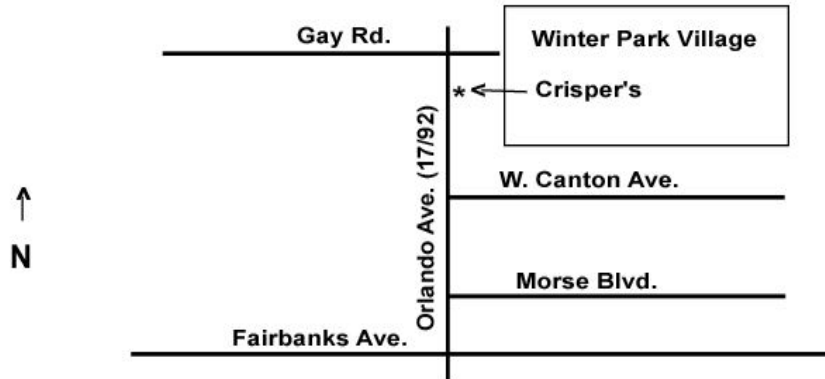 Gay Rd.
Winter Park Village
Crisper's
*
Orlando Ave. (17/92)
W. Canton Ave.
N
Morse Blvd.
Fairbanks Ave.